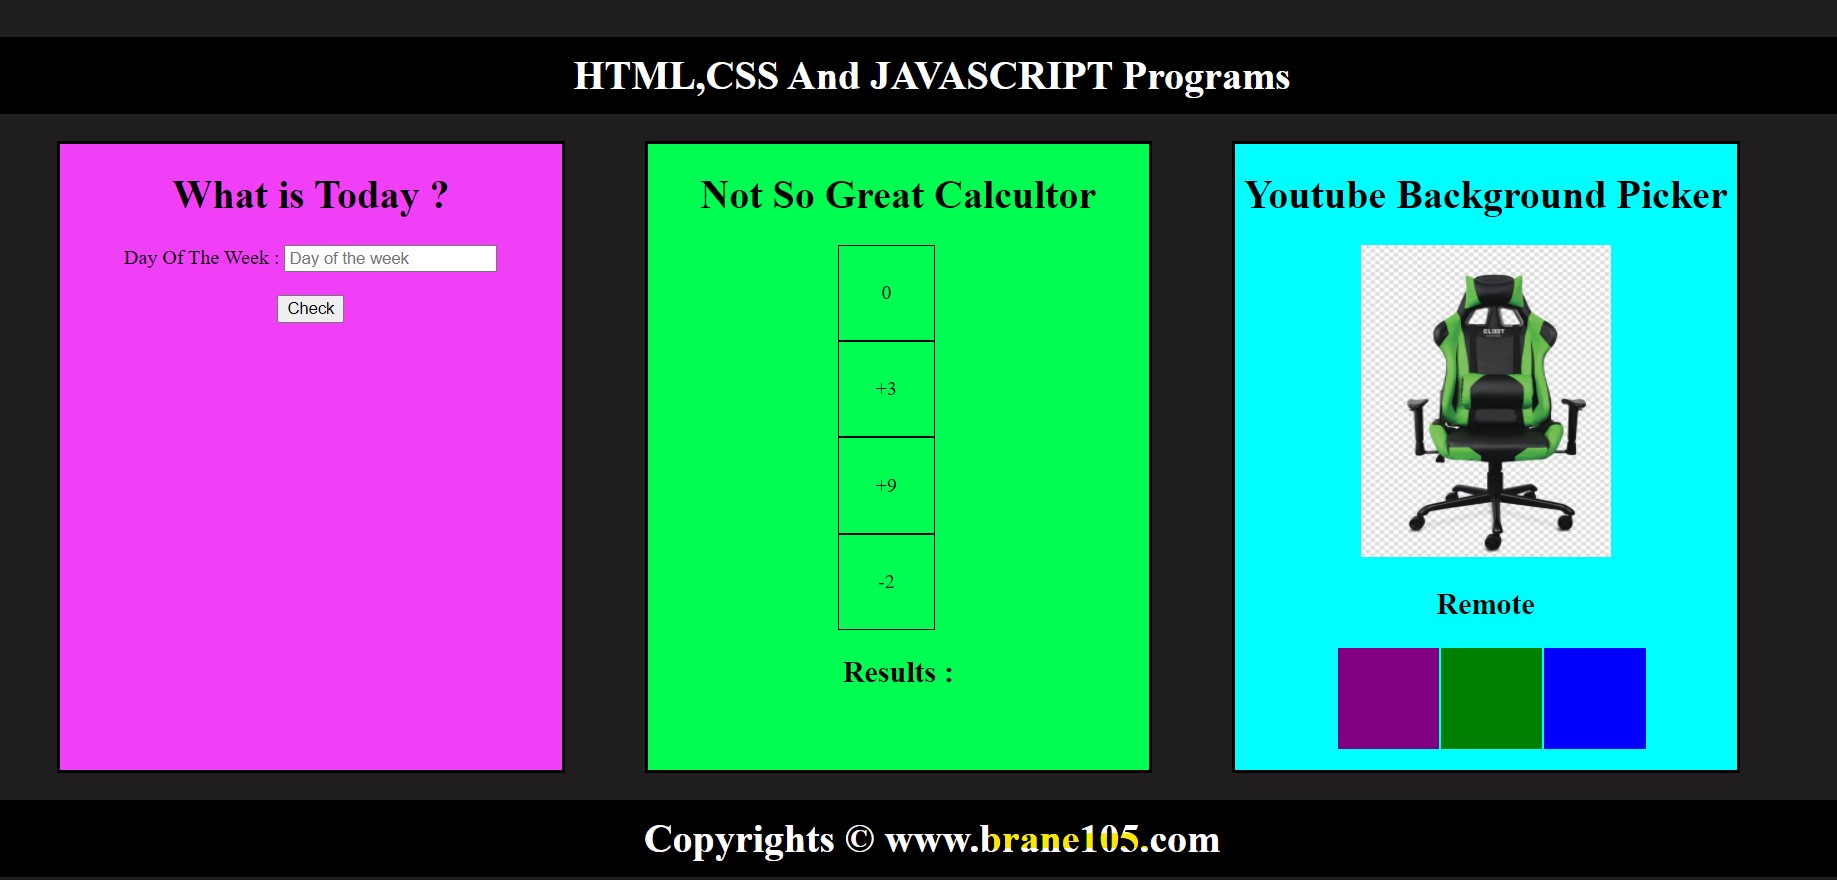 HTML,CSS And JAVASCRIPT Programs
What is Today ?
Day Of The Week : Day of the week
Check
Not So Great Calcultor
0
+3
+9
-2
Results :
Youtube Background Picker
Remote
Copyrights © www.brane105.com